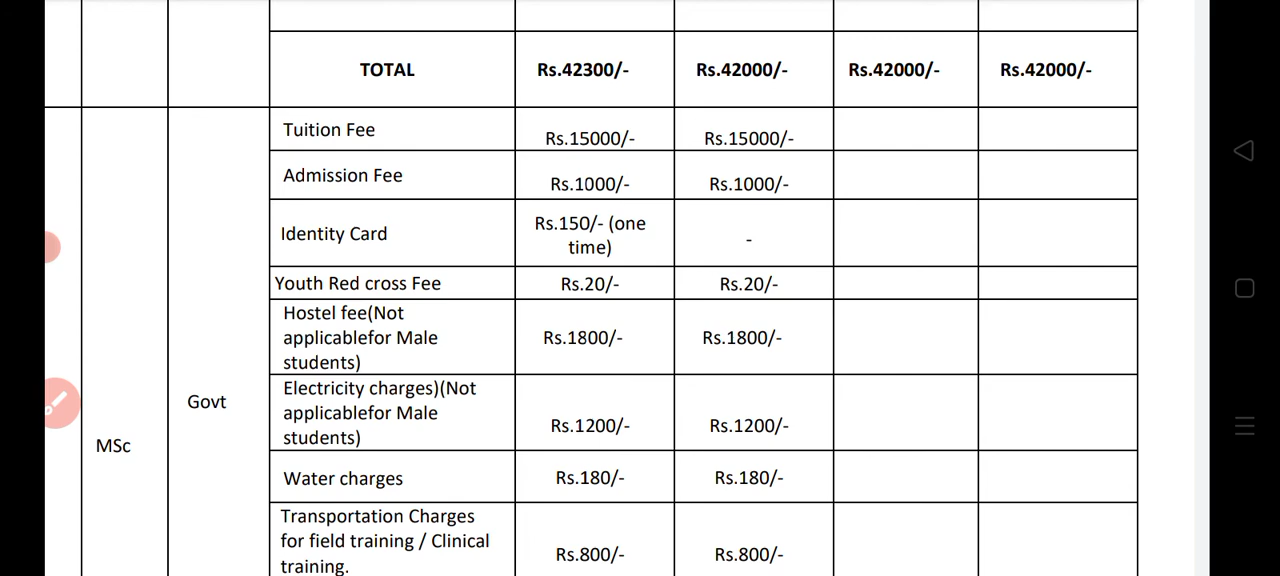 TOTAL Rs.42300/- Rs.42000/- Rs.42000/- Rs.42000/-
Tuition Fee Rs.15000/- Rs.15000/-
Admission Fee Rs.1000/- Rs.1000/-
Identity Card Rs.150/- (one
time) -
Youth Red cross Fee Rs.20/- Rs.20/-
Hostel fee(Not
applicablefor Male
students) Rs.1800/- Rs.1800/-
Electricity charges)(Not
applicablefor Male
students) Rs.1200/- Rs.1200/-
Govt
MSc
Water charges Rs.180/- Rs.180/-
Transportation Charges
for field training / Clinical
training. Rs.800/- Rs.800/-